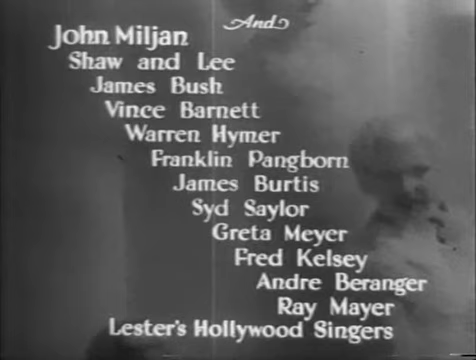 And
John Miljan
Shaw and Lee
James Bush
Vince Barnett
Warren Hymer
Franklin Pangborn
James Burtis
Syd Saylor
Greta Meyer
Fred Kelsey
Andre Beranger
Ray Mayer
Lester's Hollywood Singers